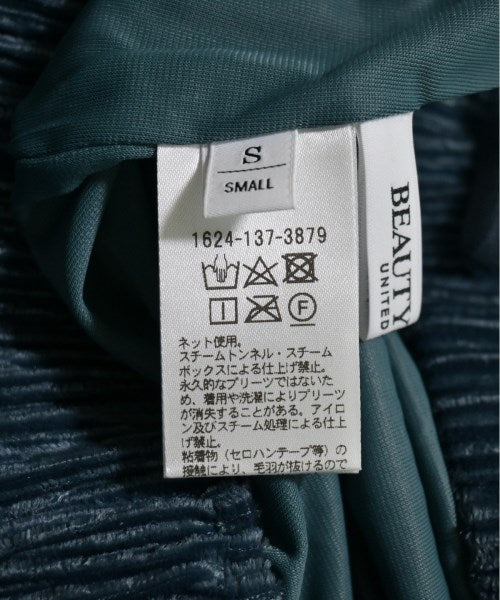 S
SMALL
BEAUTY
UNITED
1624-137-3879
F
ネット使用。
スチームトンネル・スチーム
ボックスによる仕上げ禁止。
永久的なプリーツではないた
め、着用や洗濯によりプリーツ
が消失することがある。アイロ
ン及びスチーム処理による仕上
げ禁止。
粘着物(セロハンテープ等)の
接触により、毛羽が抜けるので